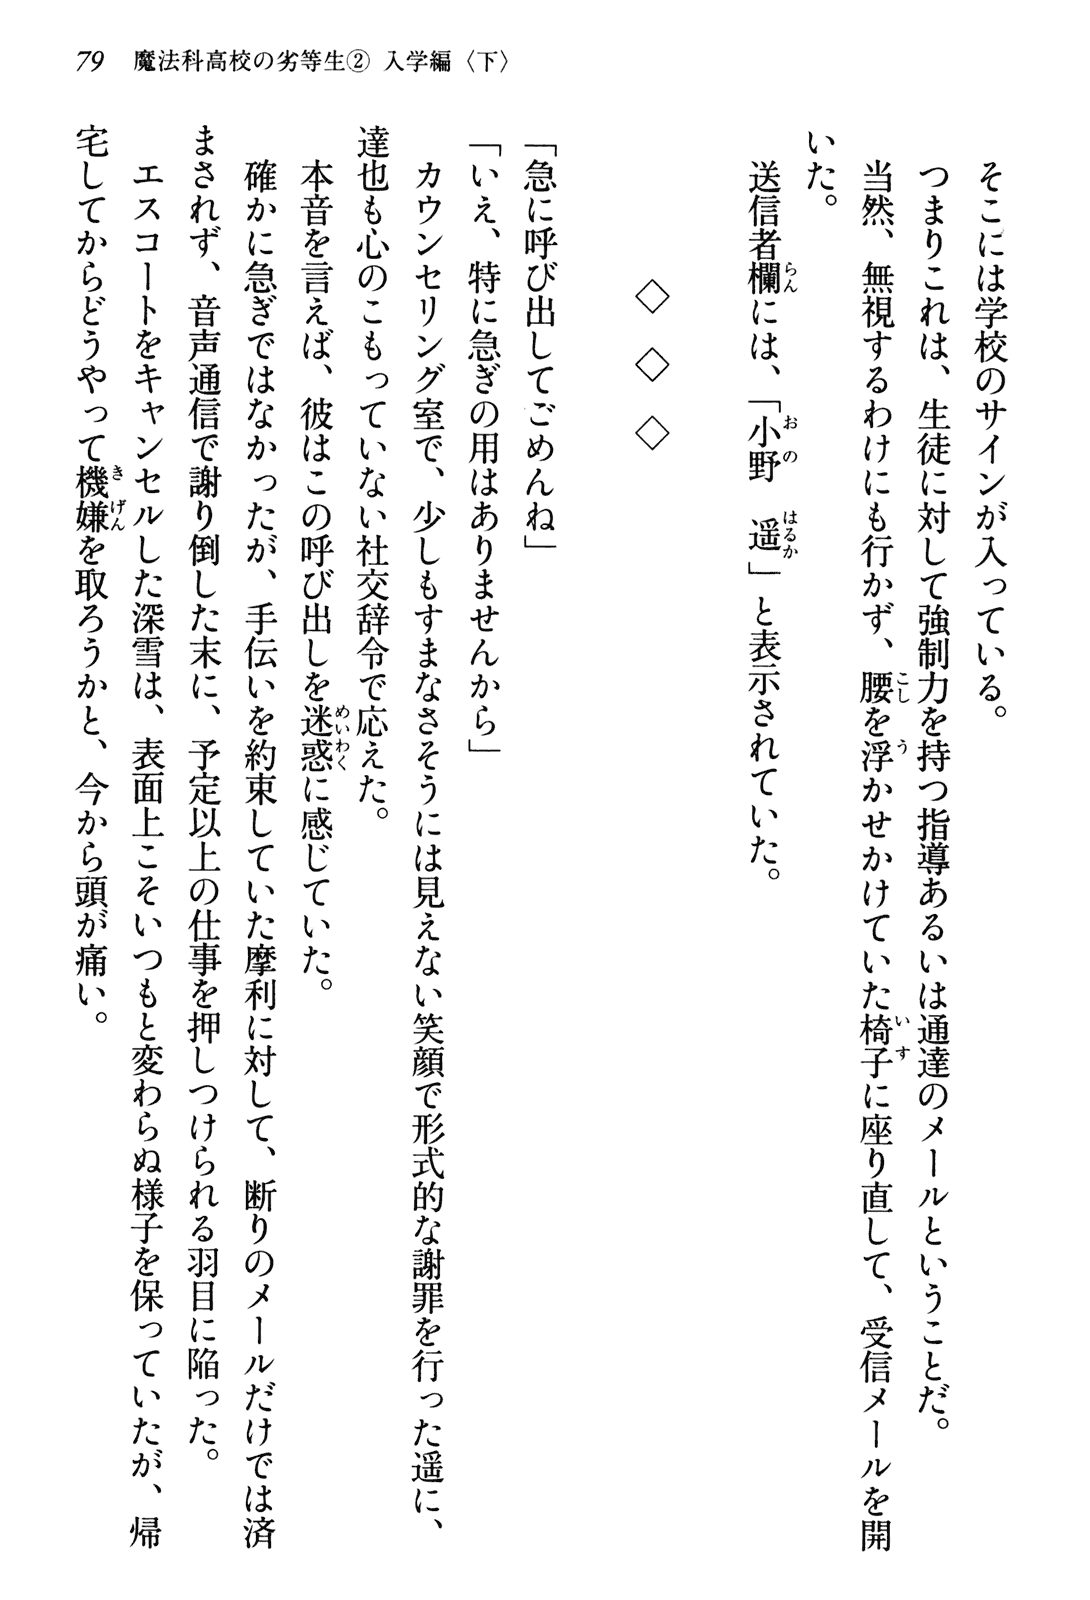 79 魔法科高校の劣等生② 入学編〈下〉
そこには学校のサインが入っている。
つまりこれは、生徒に対して強制力を持つ指導あるいは通達のメールということだ。
当然、無視するわけにも行かず、腰を浮かせかけていた椅子に座り直して、受信メールを開
いた。
送信者欄には、「小野　遥」と表示されていた。
◇　◇　◇
「急に呼び出してごめんね」
「いえ、特に急ぎの用はありませんから」
カウンセリング室で、少しもすまなさそうには見えない笑顔で形式的な謝罪を行った遥に、
達也も心のこもっていない社交辞令で応えた。
本音を言えば、彼はこの呼び出しを迷惑に感じていた。
確かに急ぎではなかったが、手伝いを約束していた摩利に対して、断りのメールだけでは済
まされず、音声通信で謝り倒した末に、予定以上の仕事を押しつけられる羽目に陥った。
エスコートをキャンセルした深雪は、表面上こそいつもと変わらぬ様子を保っていたが、帰
宅してからどうやって機嫌を取ろうかと、今から頭が痛い。